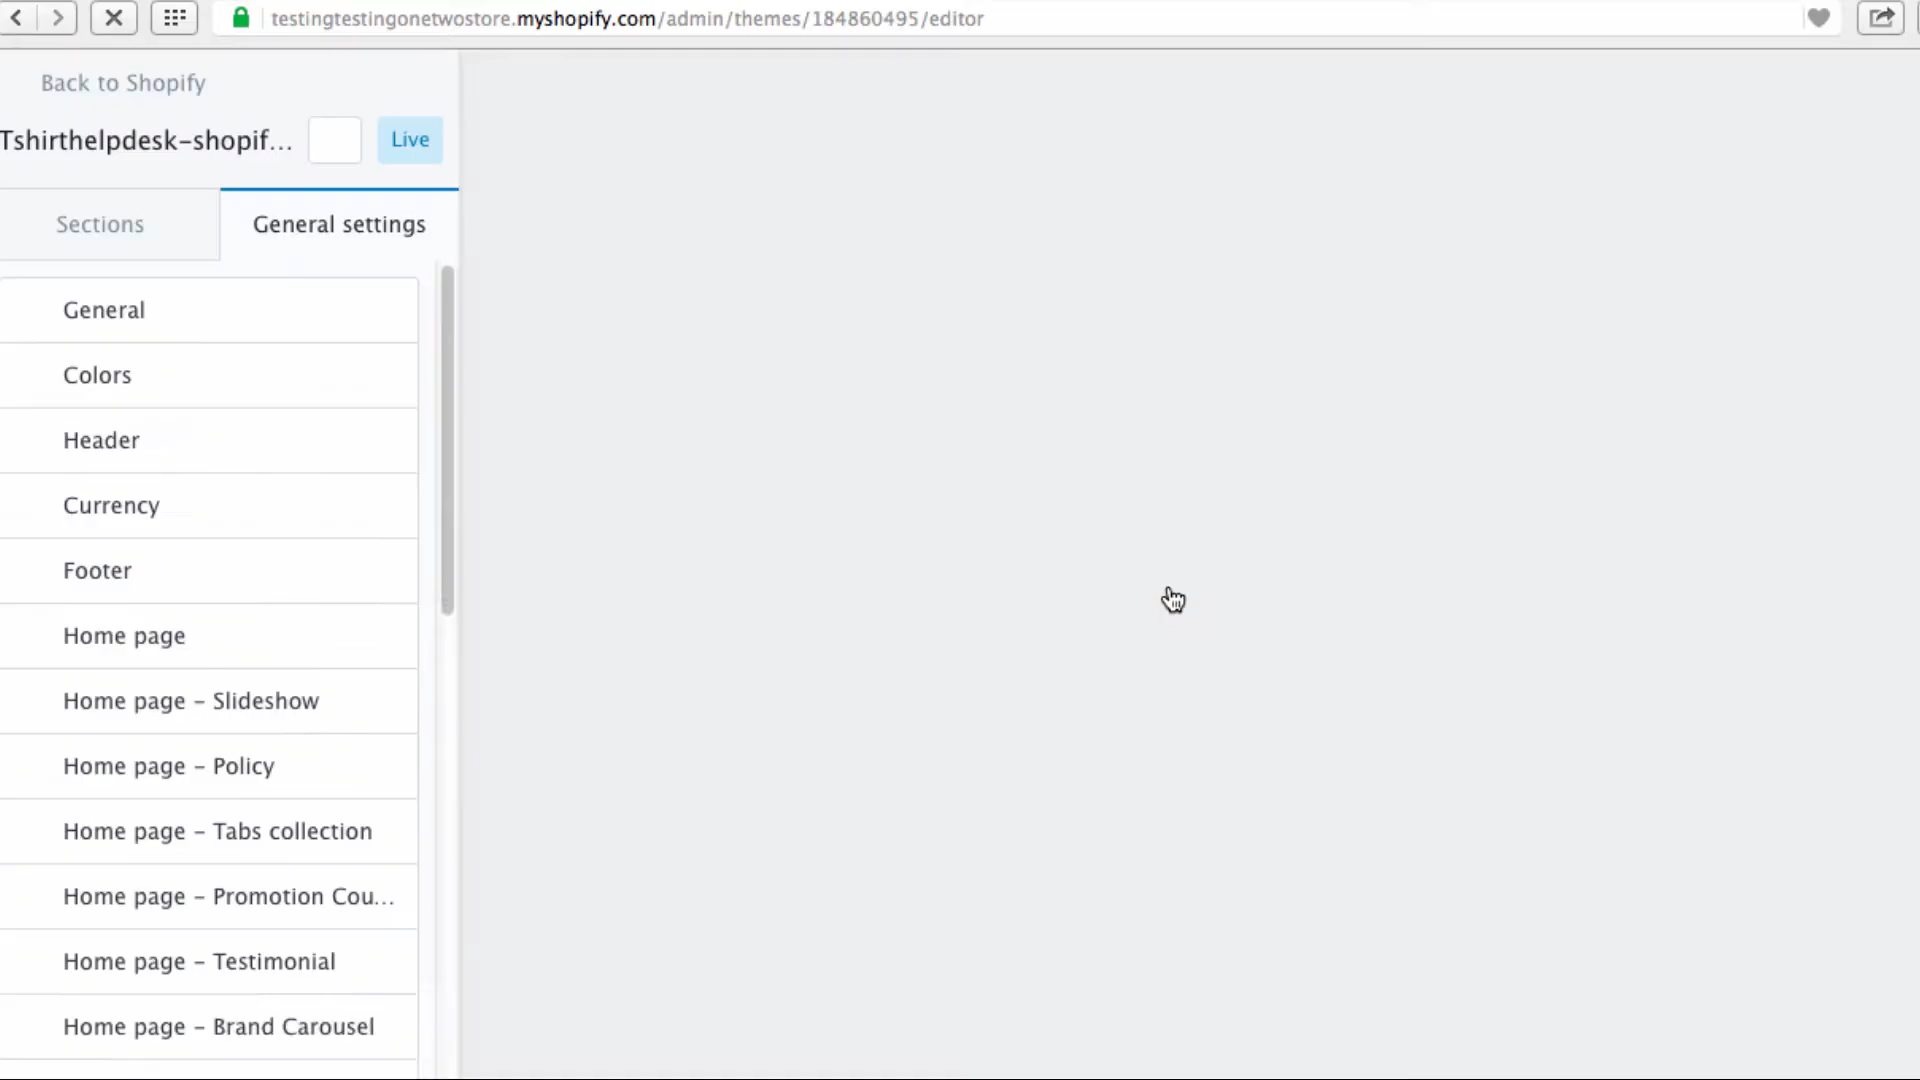 testingtestingonetwostore.myshopify.com/admin/themes/184860495/editor
Back to Shopify
Tshirthelpdesk-shopif...
Live
Sections
General settings
General
Colors
Header
Currency
Footer
Home page
Home page - Slideshow
Home page - Policy
Home page - Tabs collection
Home page - Promotion Cou...
Home page - Testimonial
Home page - Brand Carousel